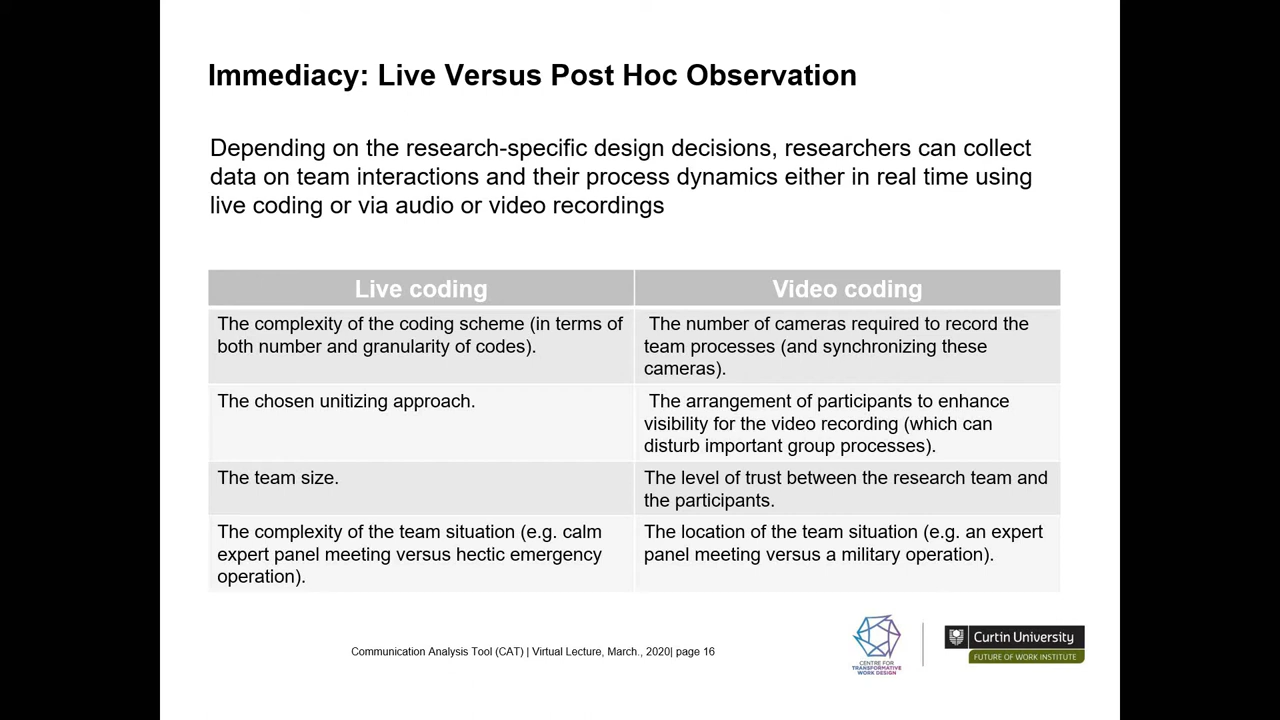 Immediacy: Live Versus Post Hoc Observation
Depending on the research-specific design decisions, researchers can collect
data on team interactions and their process dynamics either in real time using
live coding or via audio or video recordings
Live coding
Video coding
The complexity of the coding scheme (in terms of
both number and granularity of codes).
The number of cameras required to record the
team processes (and synchronizing these
cameras).
The chosen unitizing approach.
The arrangement of participants to enhance
visibility for the video recording (which can
disturb important group processes).
The team size.
The level of trust between the research team and
the participants.
The complexity of the team situation (e.g. calm
expert panel meeting versus hectic emergency
operation).
The location of the team situation (e.g. an expert
panel meeting versus a military operation).
Communication Analysis Tool (CAT) | Virtual Lecture, March., 2020| page 16
CENTRE FOR
TRANSFORMATIVE
WORK DESIGN
Curtin University
FUTURE OF WORK INSTITUTE